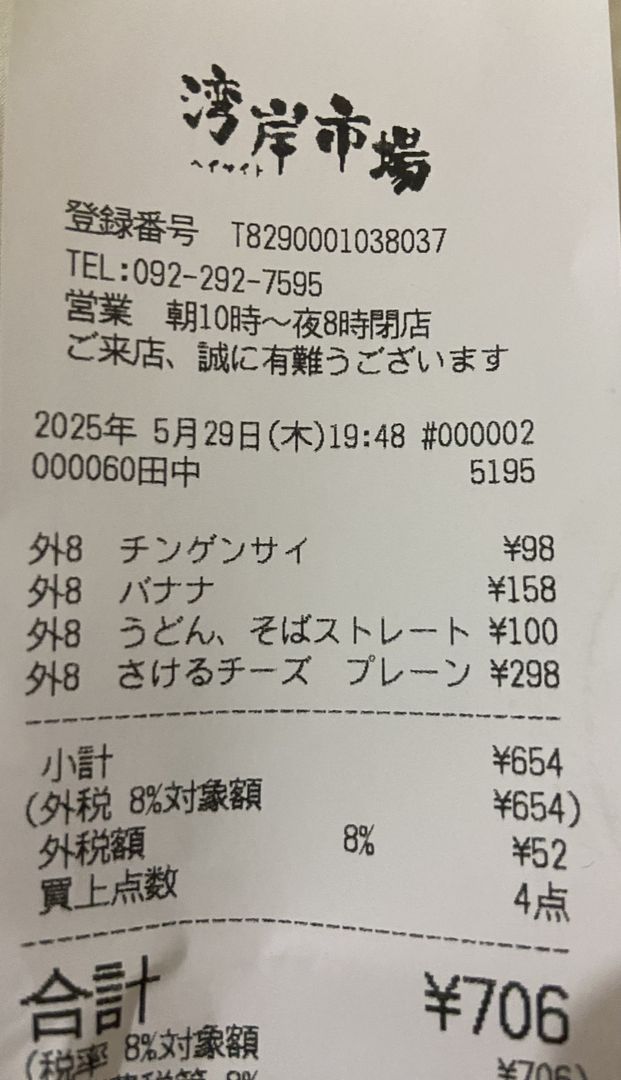 湾岸市場
ベイサイト
登録番号 T8290001038037
TEL:092-292-7595
営業 朝10時～夜8時閉店
ご来店、誠に有難うございます
2025年 5月29日(木)19:48 #000002
000060田中 5195
外8 チンゲンサイ ¥98
外8 バナナ ¥158
外8 うどん、そばストレート ¥100
外8 さけるチーズ プレーン ¥298
小計 ¥654
(外税 8%対象額 ¥654)
外税額 8% ¥52
買上点数 4点
合計 ¥706
(税率 8%対象額 ¥706)
8%